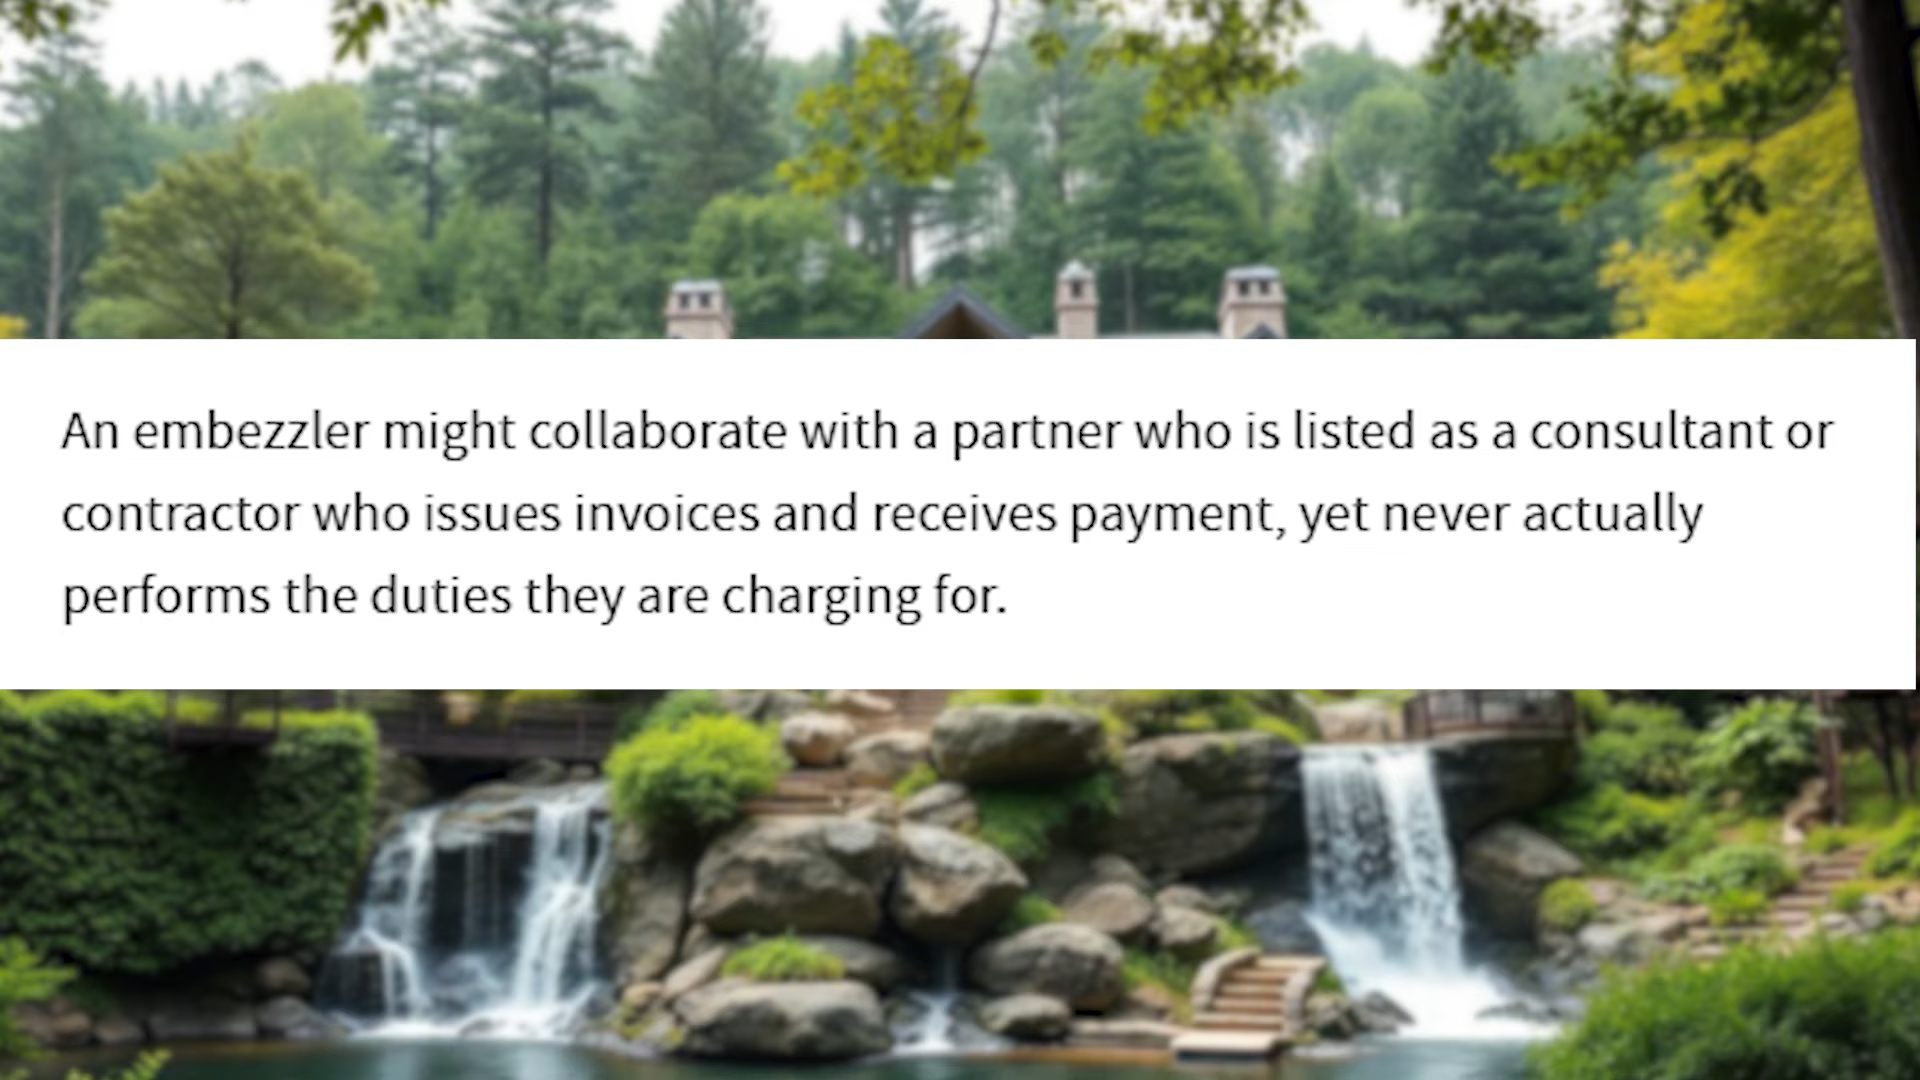 An embezzler might collaborate with a partner who is listed as a consultant or
contractor who issues invoices and receives payment, yet never actually
performs the duties they are charging for.